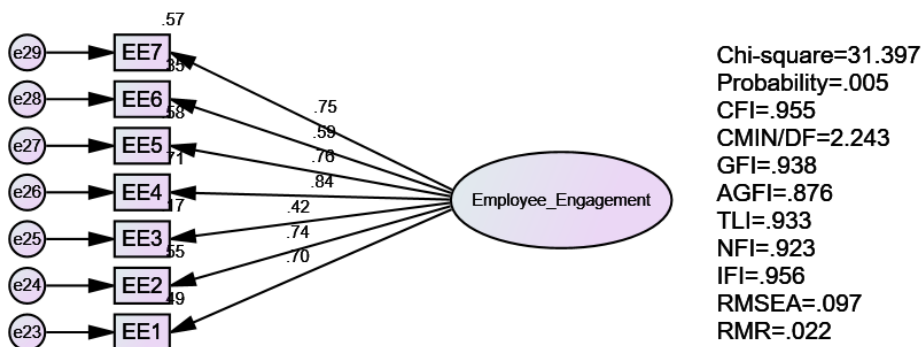 .57
e29 EE7
.35
e28 EE6
.58
e27 EE5
.71
e26 EE4
.17
e25 EE3
.55
e24 EE2
.49
e23 EE1
.75
.59
.76
.84
.42
.74
.70
Employee_Engagement
Chi-square=31.397
Probability=.005
CFI=.955
CMIN/DF=2.243
GFI=.938
AGFI=.876
TLI=.933
NFI=.923
IFI=.956
RMSEA=.097
RMR=.022